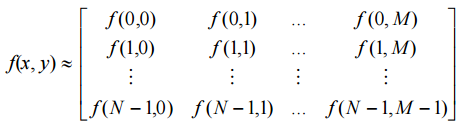 f(0,0) f(0,1) ... f(0,M)
f(1,0) f(1,1) ... f(1,M)
f(x,y) ≈
⋮ ⋮ ⋮ ⋮
f(N−1,0) f(N−1,1) ... f(N−1,M−1)